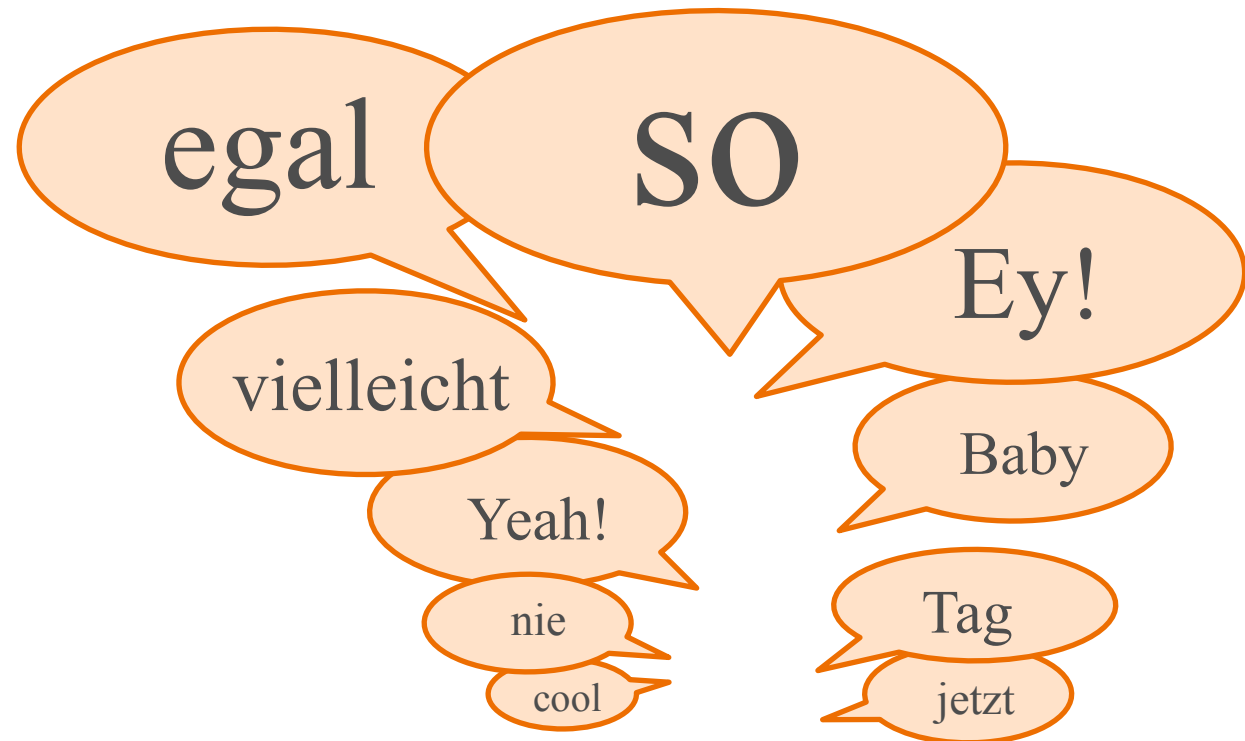 egal
so
Ey!
vielleicht
Baby
Yeah!
nie
Tag
cool
jetzt